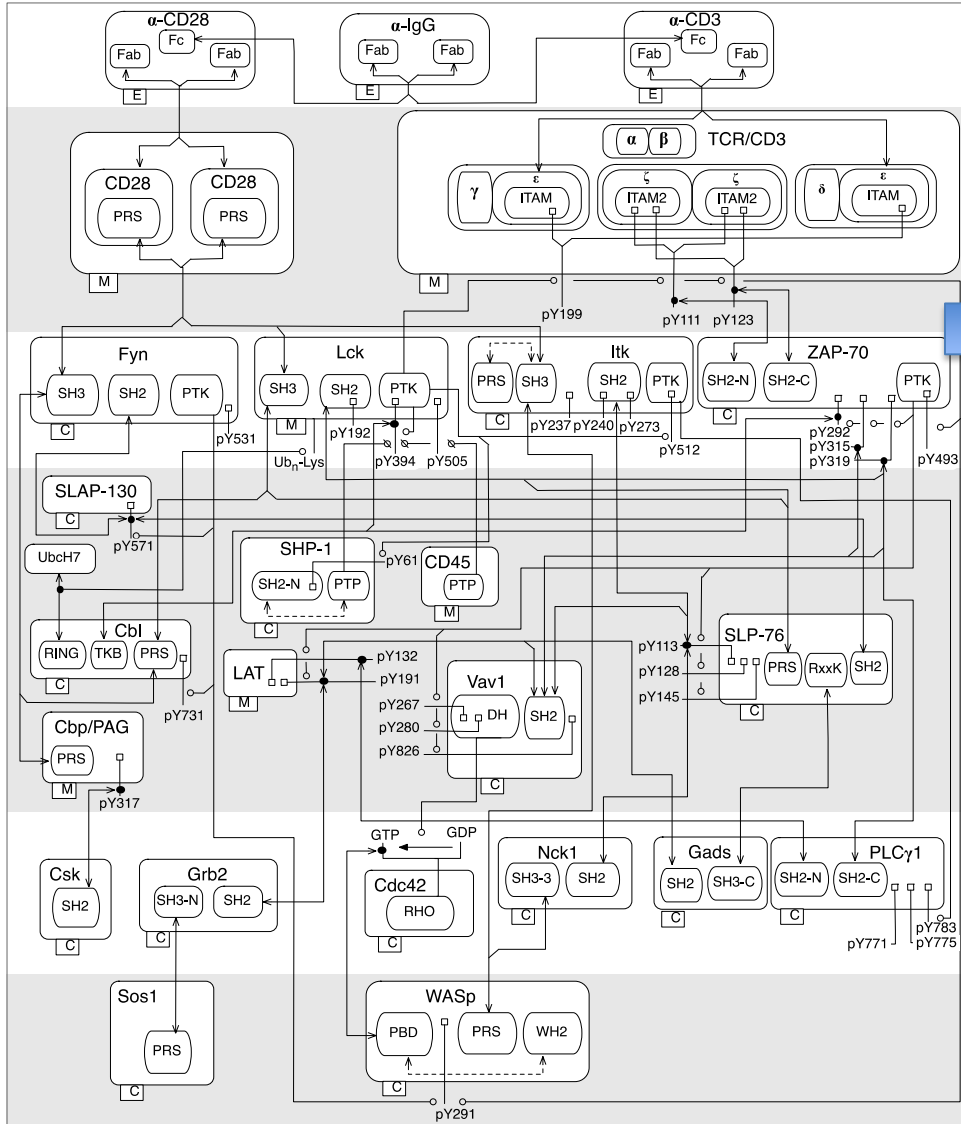 α-CD28
α-IgG
α-CD3
Fc
Fc
Fab
Fab
Fab
Fab
Fab
Fab
E
E
E
α β TCR/CD3
CD28
CD28
PRS
PRS
γ
ε
ITAM
ζ
ITAM2
ζ
ITAM2
δ
ε
ITAM
M
M
pY199
pY111
pY123
Fyn
Lck
Itk
ZAP-70
SH3
SH2
PTK
SH3
SH2
PTK
PRS
SH3
SH2
PTK
SH2-N
SH2-C
PTK
C
M
C
C
pY531
pY192
Ubn-Lys
pY394
pY505
pY237
pY240
pY273
pY512
pY292
pY315
pY319
pY493
SLAP-130
C
pY571
UbcH7
SHP-1
SH2-N
PTP
C
pY61
CD45
PTP
M
Cbl
RING
TKB
PRS
C
pY731
LAT
M
pY132
pY191
Vav1
pY267
pY280
pY826
DH
SH2
C
SLP-76
pY113
pY128
pY145
PRS
RxxK
SH2
C
Cbp/PAG
PRS
M
pY317
GTP
GDP
Csk
SH2
C
Grb2
SH3-N
SH2
C
Cdc42
RHO
C
Nck1
SH3-3
SH2
C
Gads
SH2
SH3-C
C
PLCγ1
SH2-N
SH2-C
C
pY783
pY771
pY775
Sos1
PRS
C
WASp
PBD
PRS
WH2
C
pY291